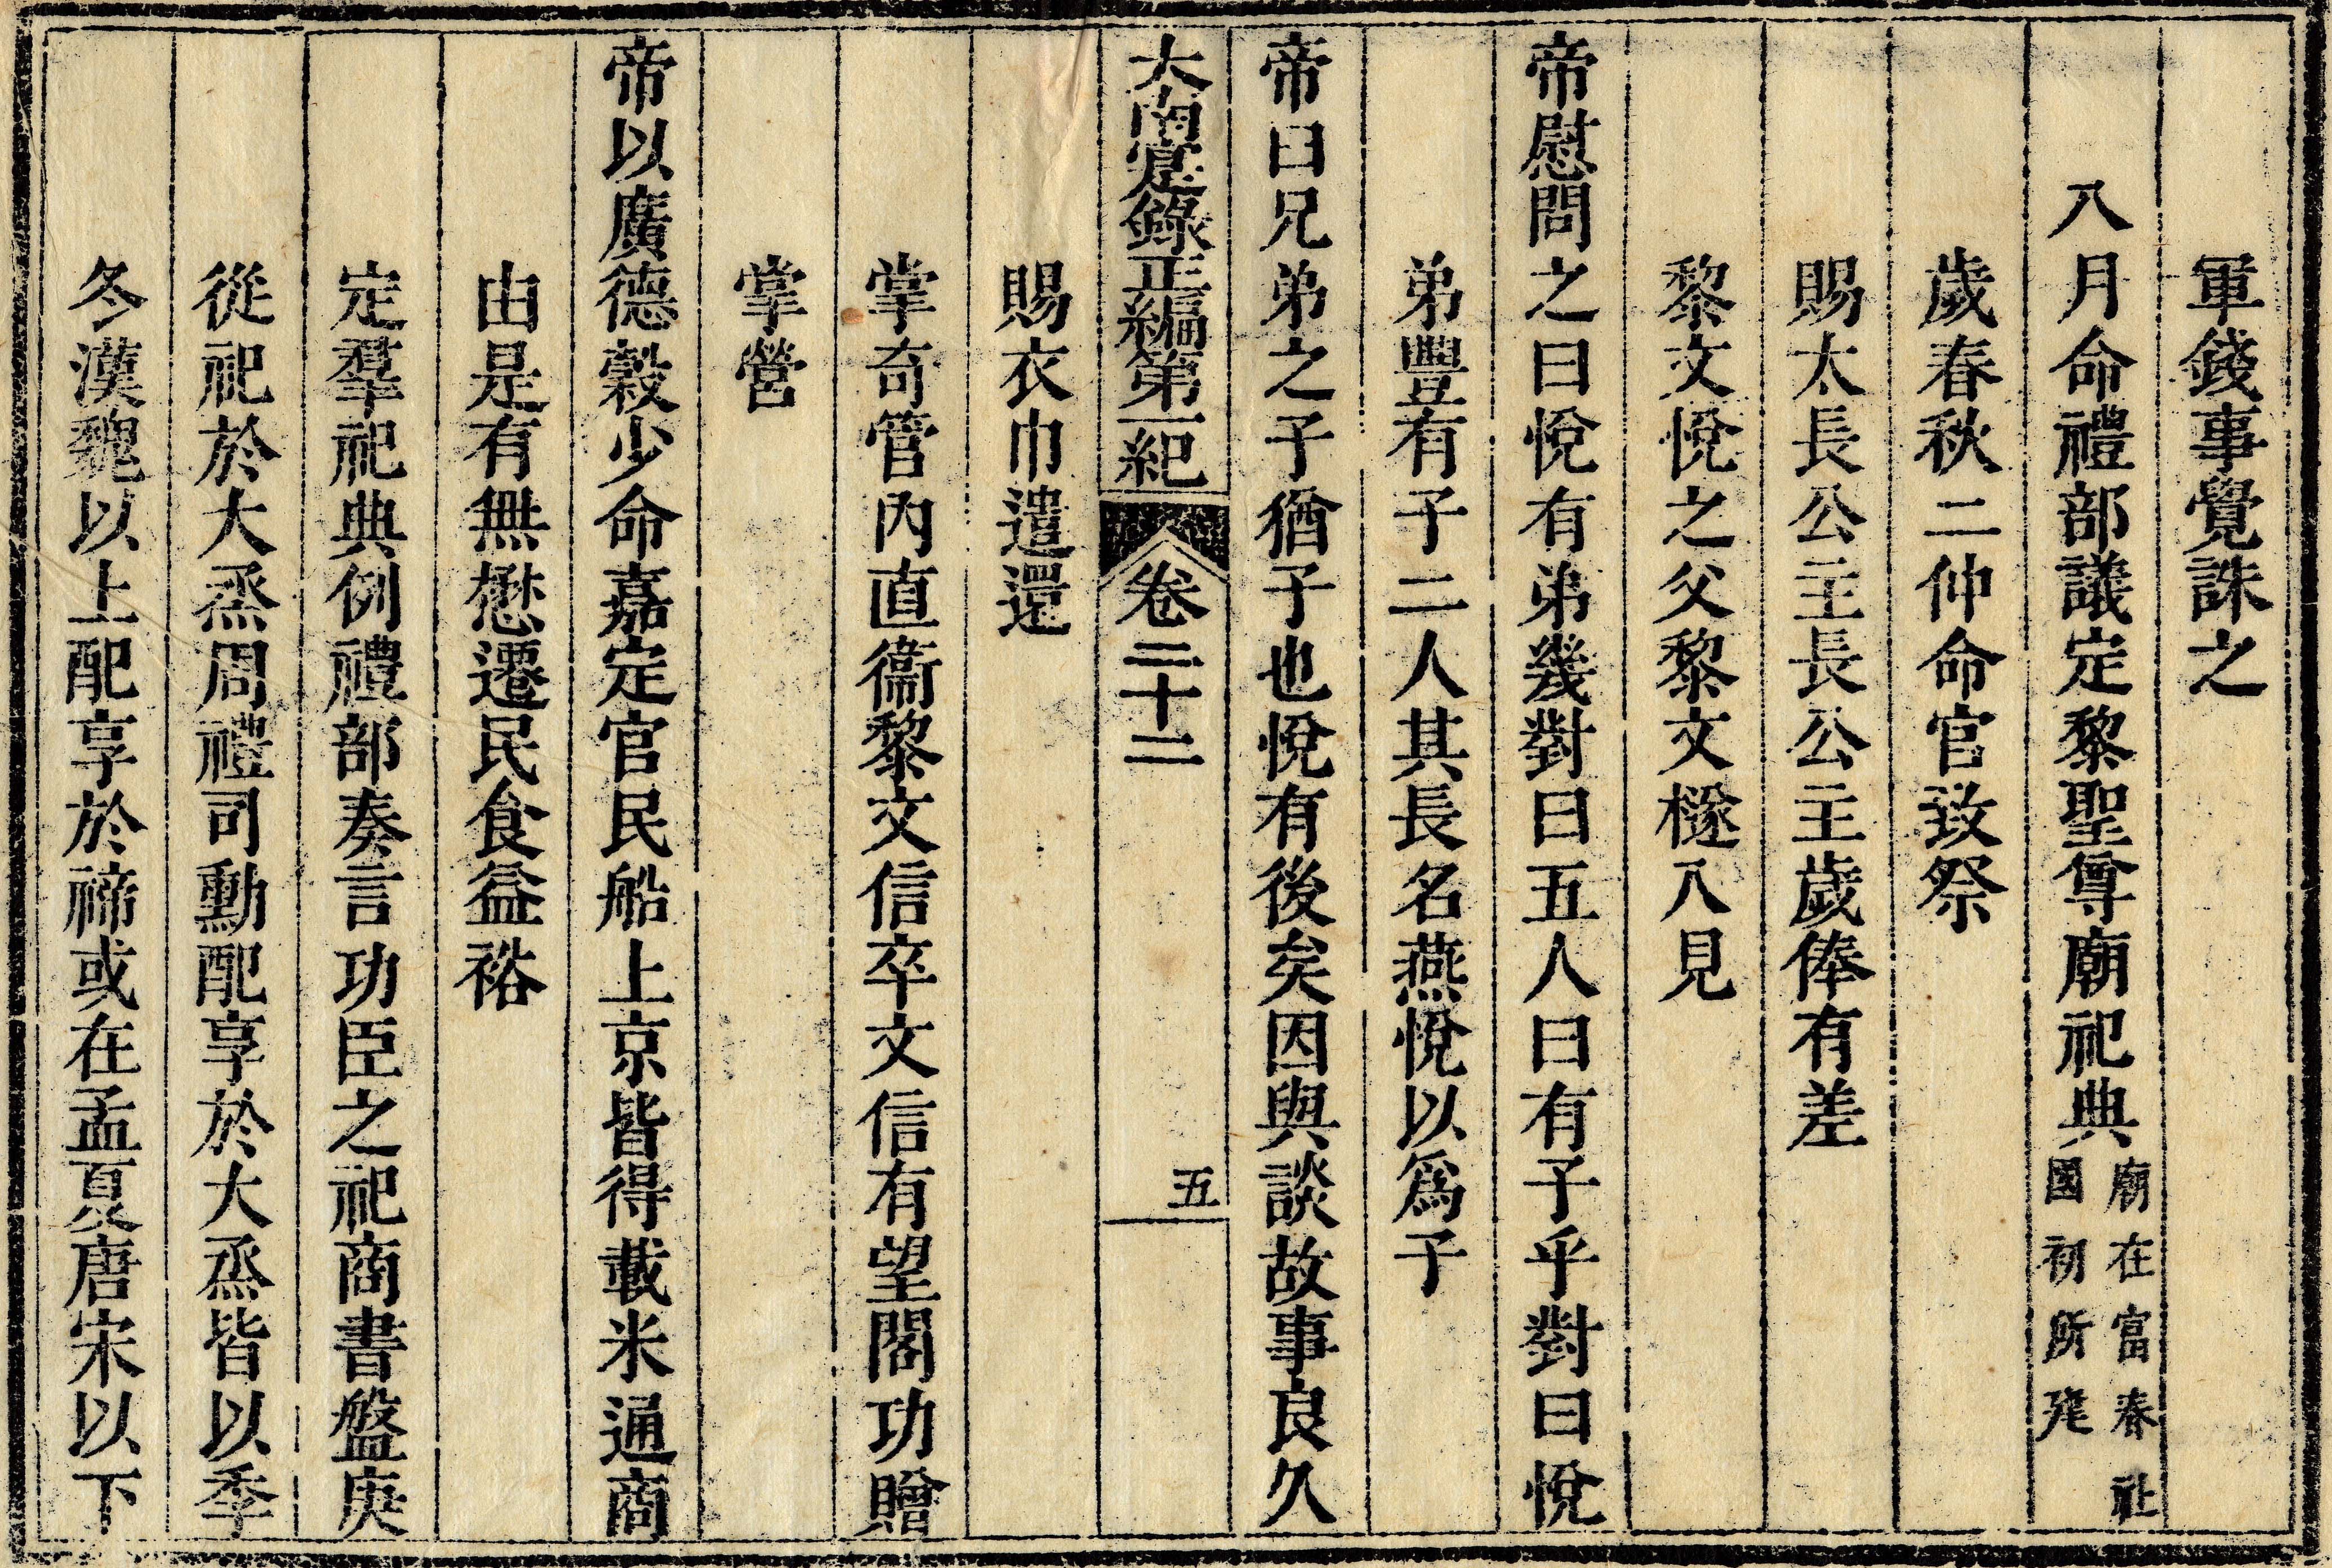 軍錢事覺誅之
八月命禮部議定黎聖尊廟祀典廟在富春社國初所建
歲春秋二仲命官致祭
賜太長公主長公主歲俸有差
黎文悅之父黎文檖入見
帝慰問之曰悅有弟幾對曰五人曰有子乎對曰悅
弟豐有子二人其長名燕悅以爲子
帝曰兄弟之子子猶子也悅有後矣因與談故事良久
大南寔錄正編第一紀 卷二十二 五
賜衣巾遣還
掌奇管內直衞黎文信卒文信有望閣功贈
掌營
帝以廣德穀少命嘉定官民船上京皆得載米通商
由是有無懋遷民食益裕
定羣祀典例禮部奏言功臣之祀商書盤庚
從祀於大烝周禮司勳配享於大烝皆以季
冬漢魏以上配享於禘或在孟夏唐宋以下